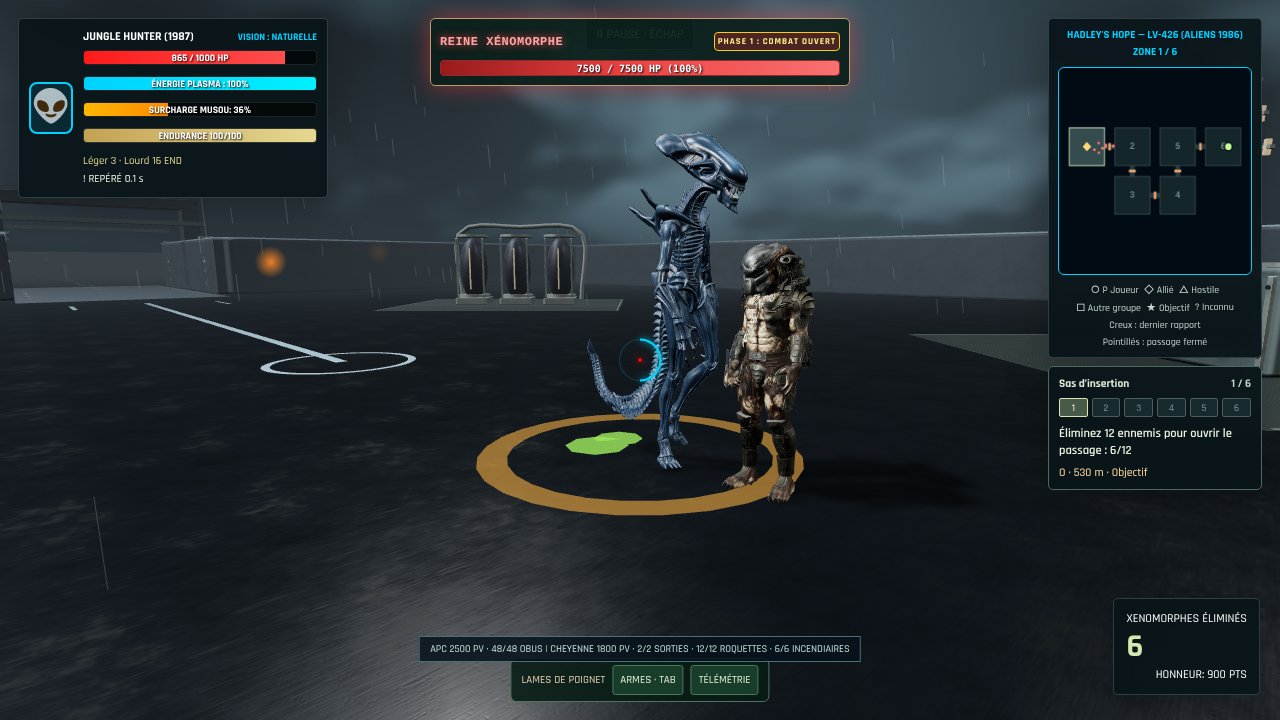 JUNGLE HUNTER (1987)
VISION : NATURELLE
865 / 1000 HP
ÉNERGIE PLASMA : 100%
SURCHARGE MUSOU: 36%
ENDURANCE 100/100
Léger 3 · Lourd 16 END
! REPÉRÉ 0.1 s
II PAUSE · ÉCHAP
REINE XÉNOMORPHE
PHASE 1 : COMBAT OUVERT
7500 / 7500 HP (100%)
HADLEY'S HOPE — LV-426 (ALIENS 1986)
ZONE 1 / 6
2
5
6
3
4
○ P Joueur ◇ Allié △ Hostile
□ Autre groupe ★ Objectif ? Inconnu
Creux : dernier rapport
Pointillés : passage fermé
Sas d'insertion
1 / 6
1 2 3 4 5 6
Éliminez 12 ennemis pour ouvrir le
passage : 6/12
O · 530 m · Objectif
XENOMORPHES ÉLIMINÉS
6
HONNEUR: 900 PTS
APC 2500 PV · 48/48 OBUS | CHEYENNE 1800 PV · 2/2 SORTIES · 12/12 ROQUETTES · 6/6 INCENDIAIRES
LAMES DE POIGNET
ARMES · TAB
TÉLÉMÉTRIE